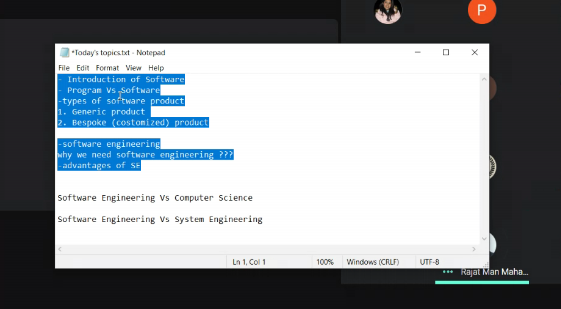 P
*Today's topics.txt - Notepad
File Edit Format View Help
- Introduction of Software
- Program Vs Software
-types of software product
1. Generic product
2. Bespoke (costomized) product
-software engineering
why we need software engineering ???
-advantages of SE
Software Engineering Vs Computer Science
Software Engineering Vs System Engineering
Ln 1, Col 1 100% Windows (CRLF) UTF-8
Rajat Man Maha...